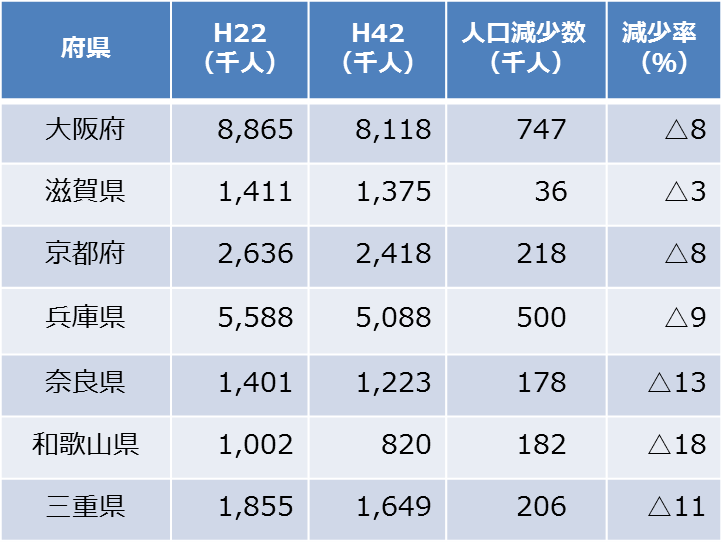 府県 H22 H42 人口減少数 減少率
（千人） （千人） （千人） （%）
大阪府 8,865 8,118 747 △8
滋賀県 1,411 1,375 36 △3
京都府 2,636 2,418 218 △8
兵庫県 5,588 5,088 500 △9
奈良県 1,401 1,223 178 △13
和歌山県 1,002 820 182 △18
三重県 1,855 1,649 206 △11